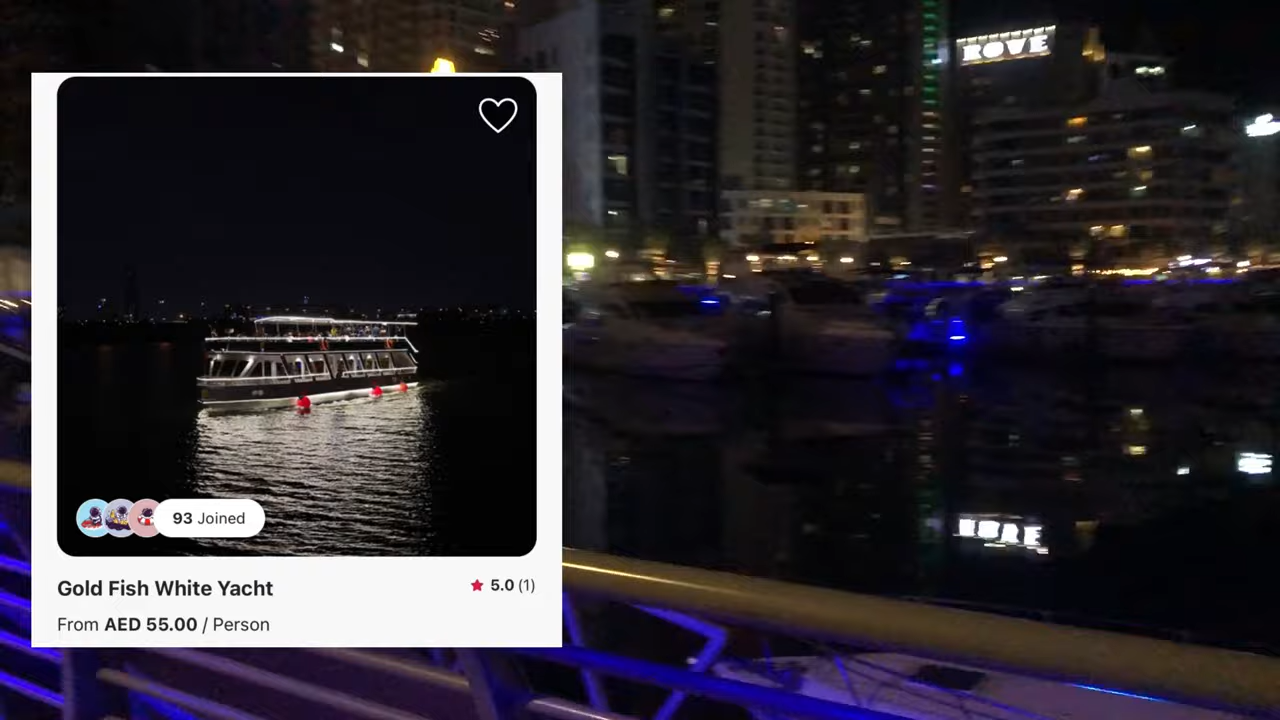 ROVE
93 Joined
Gold Fish White Yacht
5.0 (1)
From AED 55.00 / Person